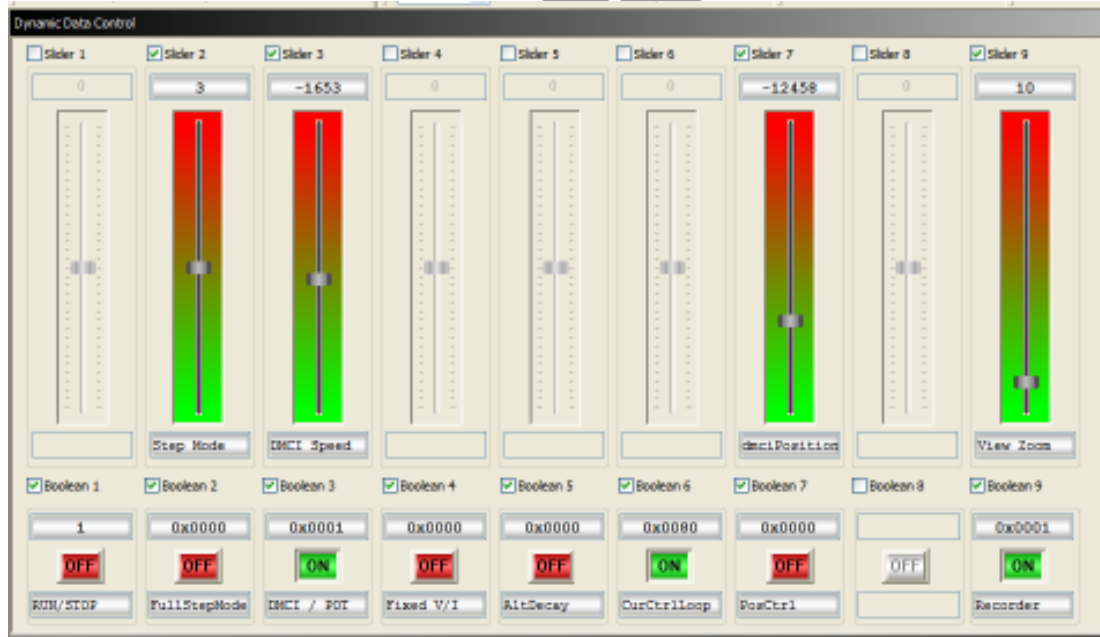 Dynamic Data Control
Slider 1 Slider 2 Slider 3 Slider 4 Slider 5 Slider 6 Slider 7 Slider 8 Slider 9
0 3 -1653 0 0 0 -12458 0 10
Step Mode DMCI Speed dmciPosition View Zoom
Boolean 1 Boolean 2 Boolean 3 Boolean 4 Boolean 5 Boolean 6 Boolean 7 Boolean 8 Boolean 9
1 0x0000 0x0001 0x0000 0x0000 0x0080 0x0000 0x0001
OFF OFF ON OFF OFF ON OFF OFF ON
RUN/STOP FullStepMode DMCI / POT Fixed V/I AltDecay CurCtrlLoop PosCtrl Recorder